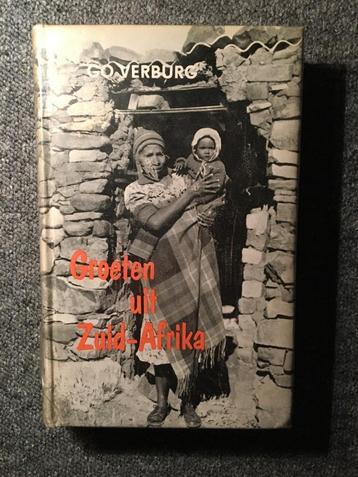 GO VERBURG
Groeten
uit
Zuid-Afrika